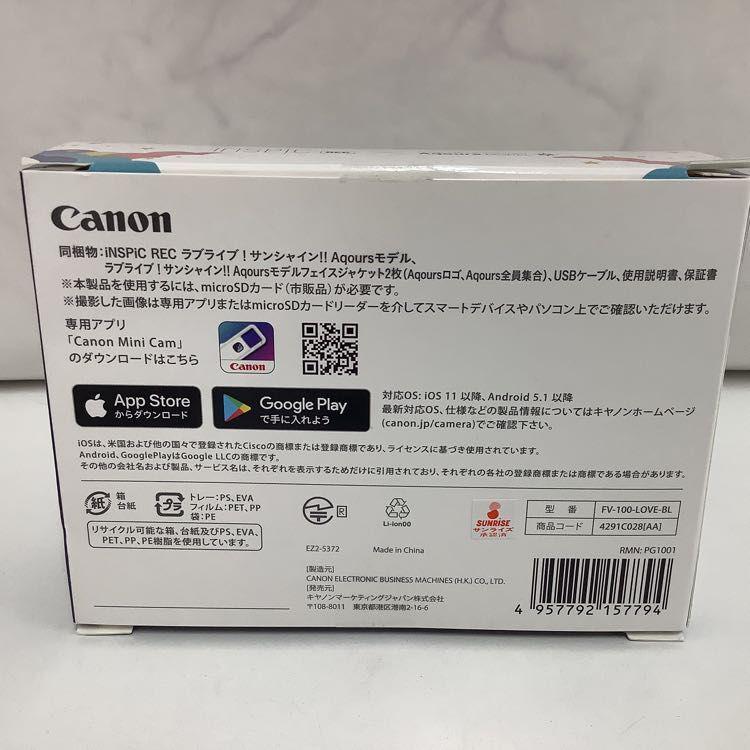 iNSPiC REC
Aqours
Canon
同梱物：iNSPiC REC ラブライブ！サンシャイン!! Aqoursモデル、
ラブライブ！サンシャイン!! Aqoursモデルフェイスジャケット2枚（Aqoursロゴ、Aqours全員集合）、USBケーブル、使用説明書、保証書
※本製品を使用するには、microSDカード（市販品）が必要です。
※撮影した画像は専用アプリまたはmicroSDカードリーダーを介してスマートデバイスやパソコン上でご確認いただけます。
専用アプリ
「Canon Mini Cam」
のダウンロードはこちら
Canon
App Store
からダウンロード
Google Play
で手に入れよう
対応OS: iOS 11 以降、Android 5.1 以降
最新対応OS、仕様などの製品情報についてはキヤノンホームページ
(canon.jp/camera)でご確認下さい。
iOSは、米国および他の国々で登録されたCiscoの商標または登録商標であり、ライセンスに基づき使用されています。
Android、GooglePlayはGoogle LLCの商標です。
その他の会社名および製品、サービス名は、それぞれを表示するためだけに引用されており、それぞれの各社の登録商標または商標である場合があります。
紙
箱
台紙
プラ
トレー：PS、EVA
フィルム：PET、PP
袋：PE
リサイクル可能な箱、台紙及びPS、EVA、
PET、PP、PE樹脂を使用しています。
R
Li-ion00
EZ2-5372
Made in China
SUNRISE
サンライズ
承認済
型 番 FV-100-LOVE-BL
商品コード 4291C028[AA]
RMN: PG1001
[製造元]
CANON ELECTRONIC BUSINESS MACHINES (H.K.) CO., LTD.
[発売元]
キヤノンマーケティングジャパン株式会社
〒108-8011 東京都港区港南2-16-6
4 957792 157794